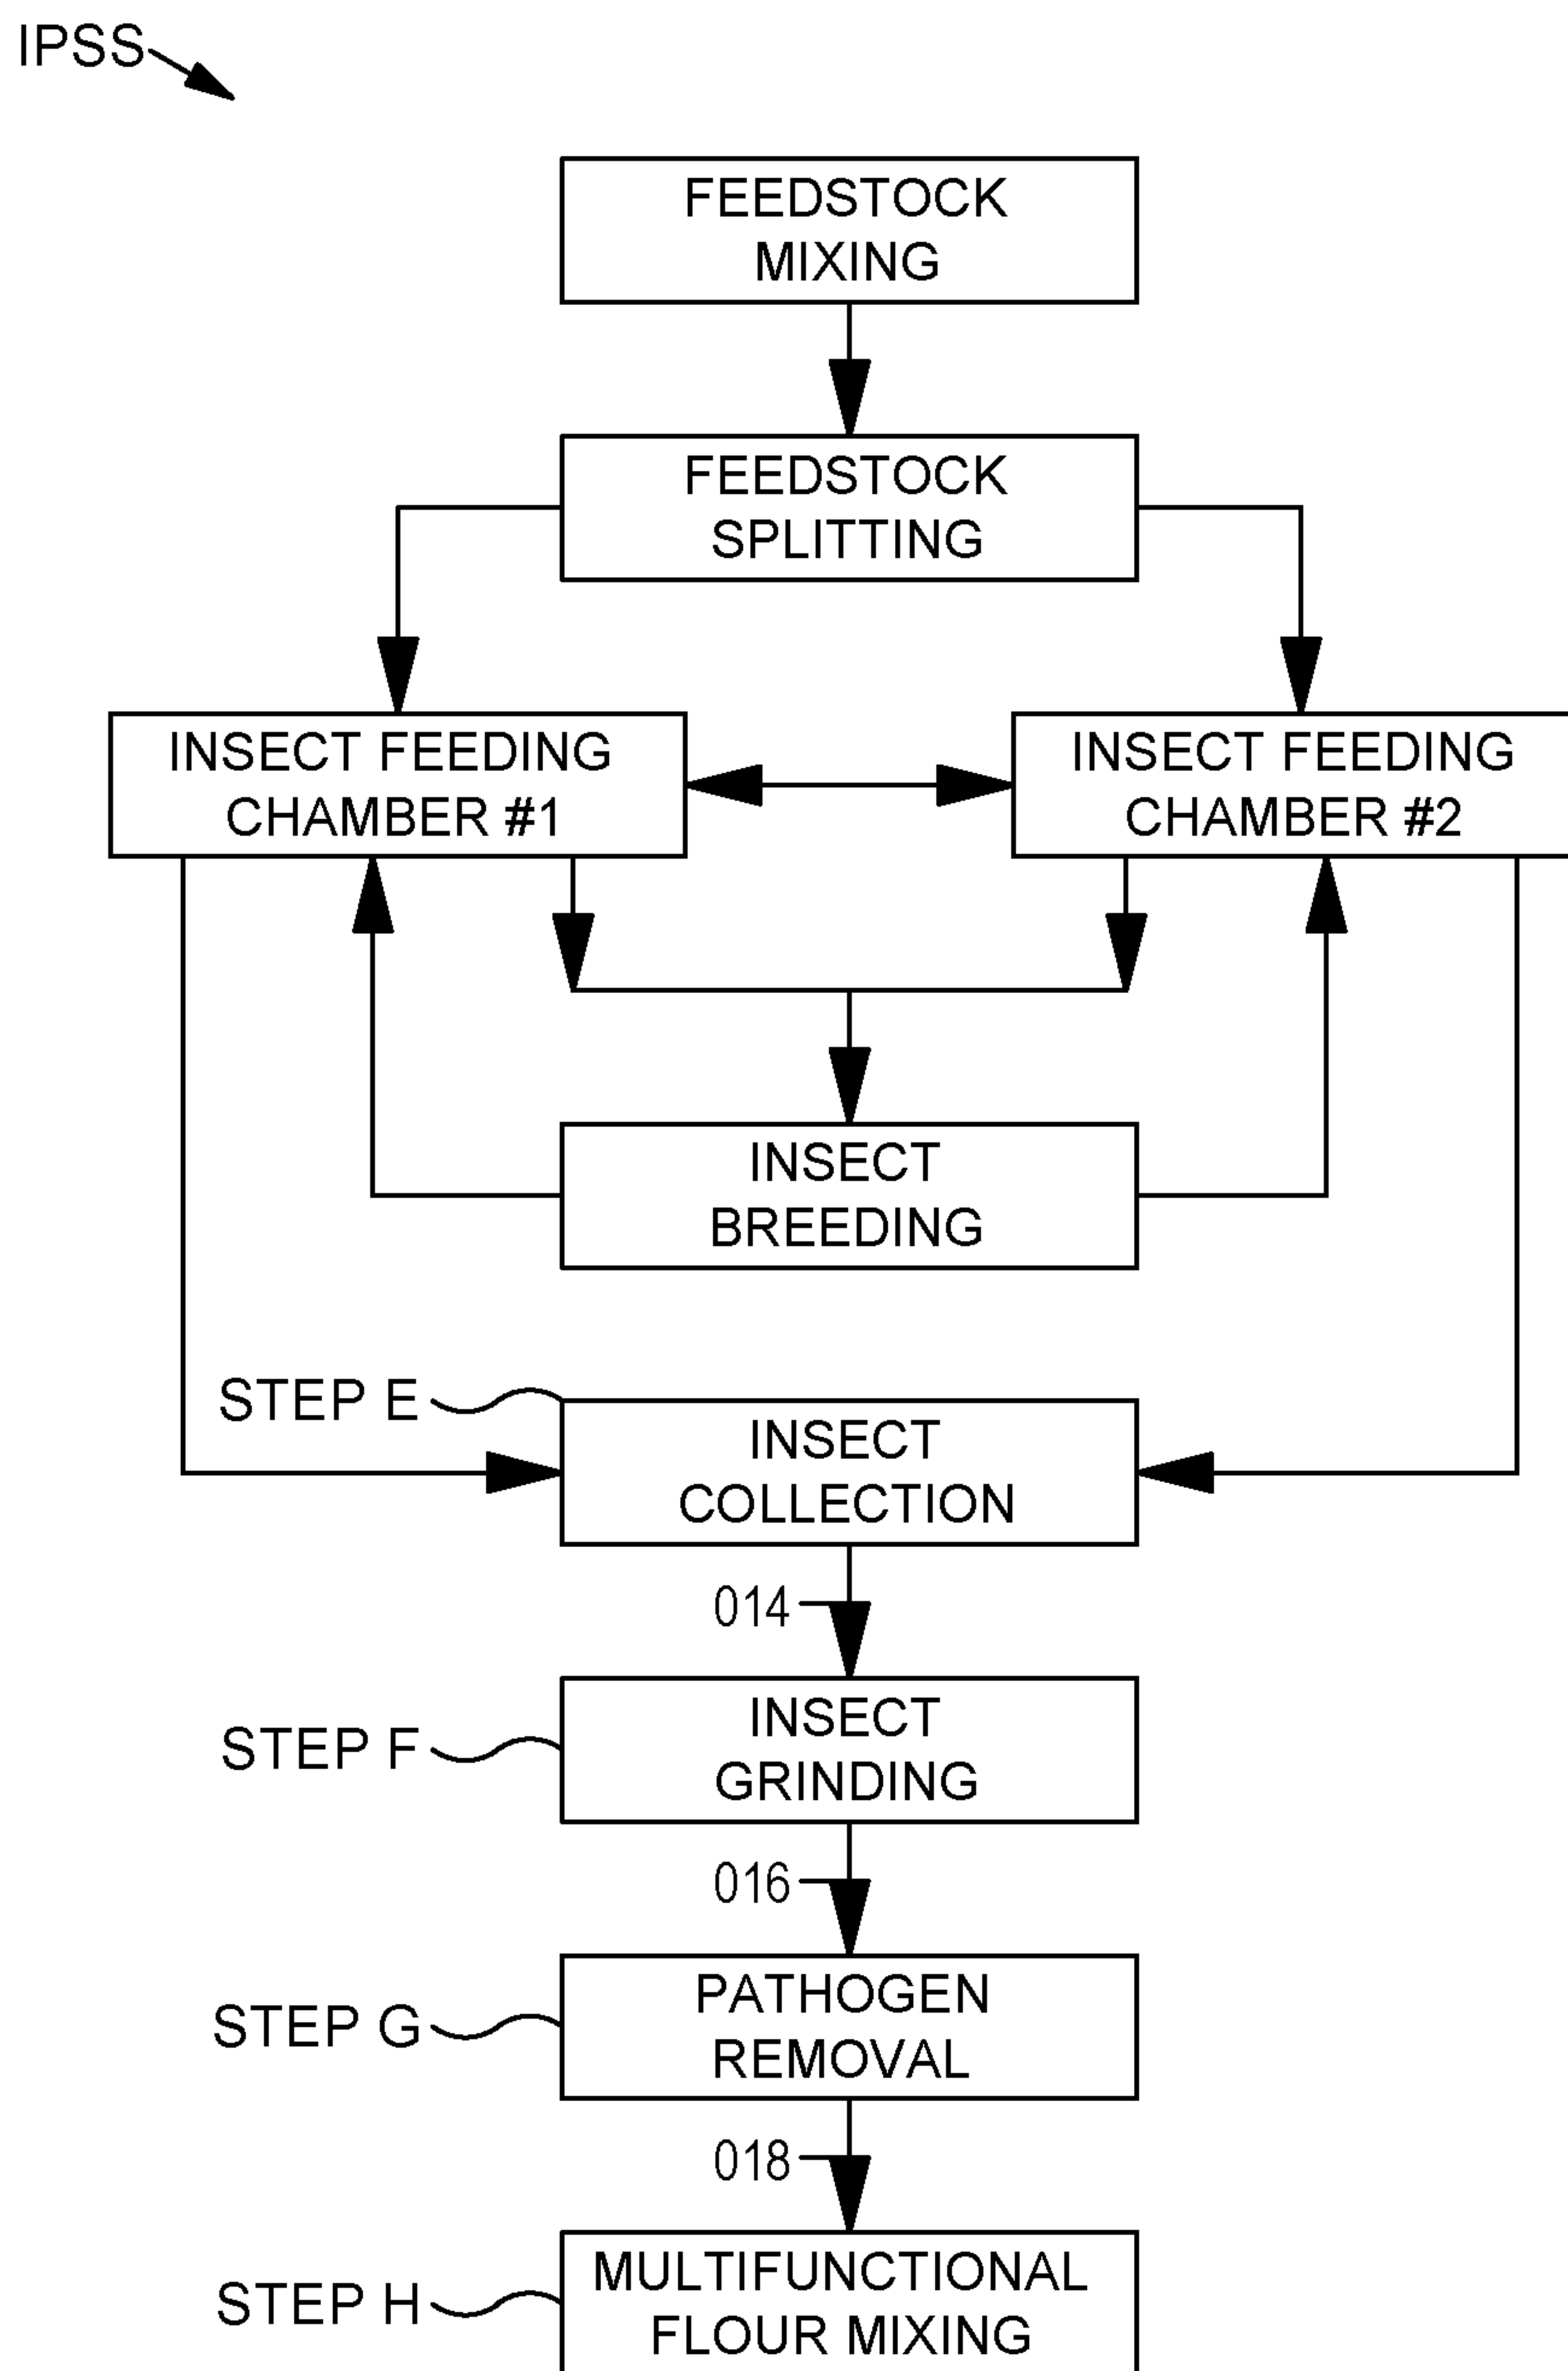 IPSS
FEEDSTOCK
MIXING
FEEDSTOCK
SPLITTING
INSECT FEEDING
CHAMBER #1
INSECT FEEDING
CHAMBER #2
INSECT
BREEDING
STEP E
INSECT
COLLECTION
014
STEP F
INSECT
GRINDING
016
STEP G
PATHOGEN
REMOVAL
018
STEP H
MULTIFUNCTIONAL
FLOUR MIXING